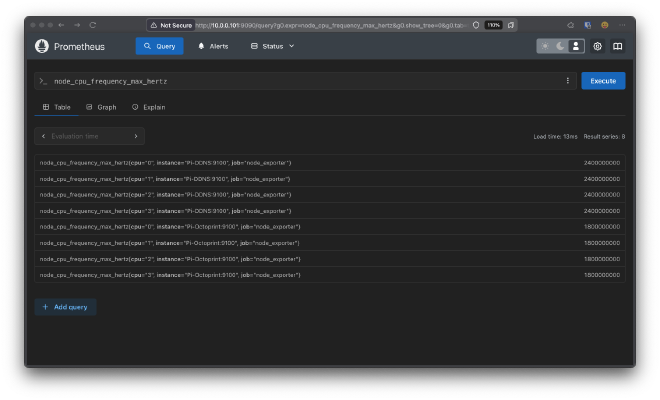 Not Secure http://10.0.0.101:9090/query?g0.expr=node_cpu_frequency_max_hertz&g0.show_tree=0&g0.tab= 110%
Prometheus Query Alerts Status
>_ node_cpu_frequency_max_hertz Execute
Table Graph Explain
Evaluation time Load time: 13ms Result series: 8
node_cpu_frequency_max_hertz{cpu="0", instance="Pi-DDNS:9100", job="node_exporter"} 2400000000
node_cpu_frequency_max_hertz{cpu="1", instance="Pi-DDNS:9100", job="node_exporter"} 2400000000
node_cpu_frequency_max_hertz{cpu="2", instance="Pi-DDNS:9100", job="node_exporter"} 2400000000
node_cpu_frequency_max_hertz{cpu="3", instance="Pi-DDNS:9100", job="node_exporter"} 2400000000
node_cpu_frequency_max_hertz{cpu="0", instance="Pi-Octoprint:9100", job="node_exporter"} 1800000000
node_cpu_frequency_max_hertz{cpu="1", instance="Pi-Octoprint:9100", job="node_exporter"} 1800000000
node_cpu_frequency_max_hertz{cpu="2", instance="Pi-Octoprint:9100", job="node_exporter"} 1800000000
node_cpu_frequency_max_hertz{cpu="3", instance="Pi-Octoprint:9100", job="node_exporter"} 1800000000
+ Add query